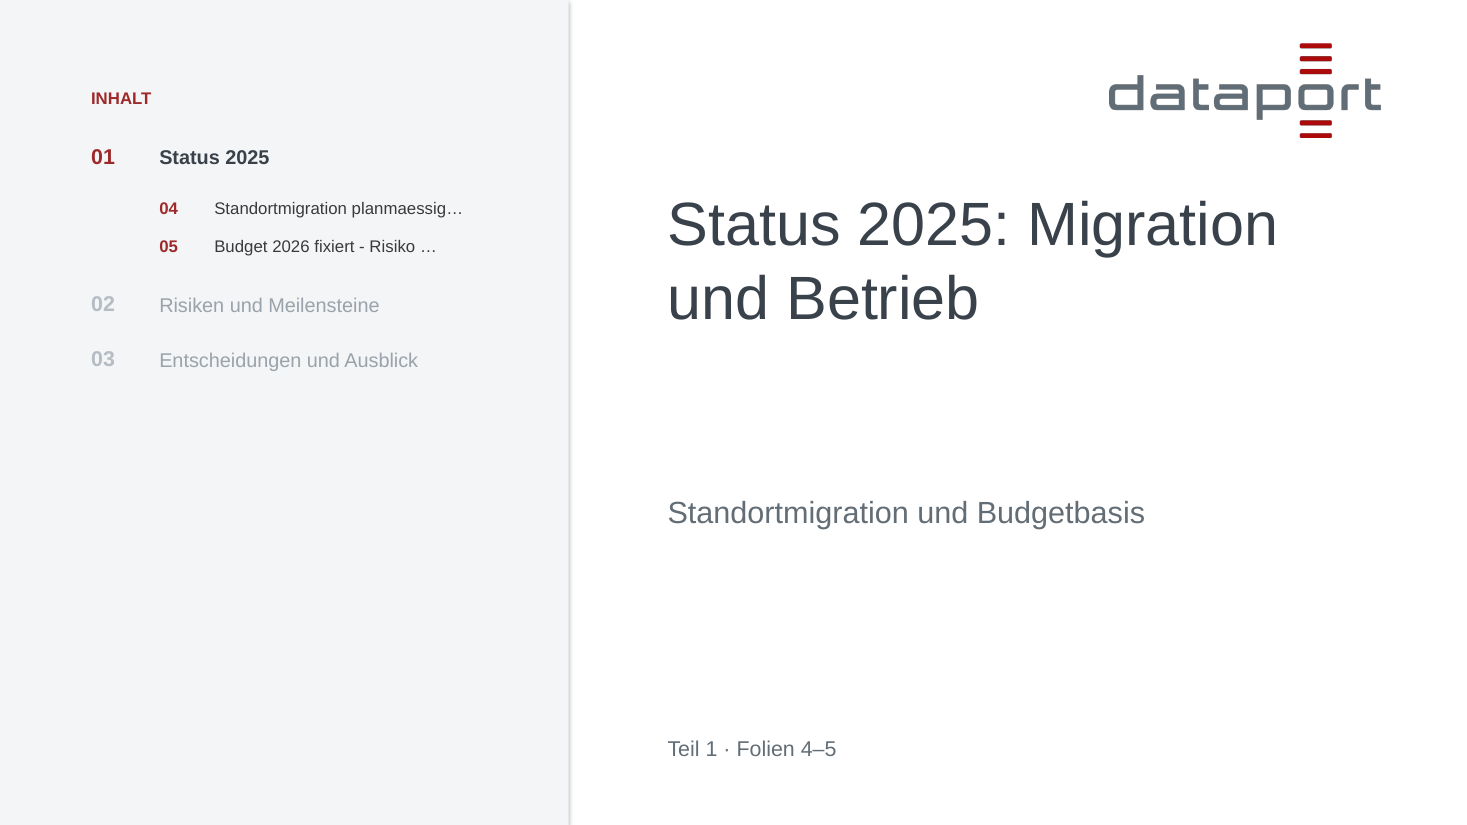 INHALT
01 Status 2025
04 Standortmigration planmaessig…
05 Budget 2026 fixiert - Risiko …
02 Risiken und Meilensteine
03 Entscheidungen und Ausblick
dataport
Status 2025: Migration
und Betrieb
Standortmigration und Budgetbasis
Teil 1 · Folien 4–5